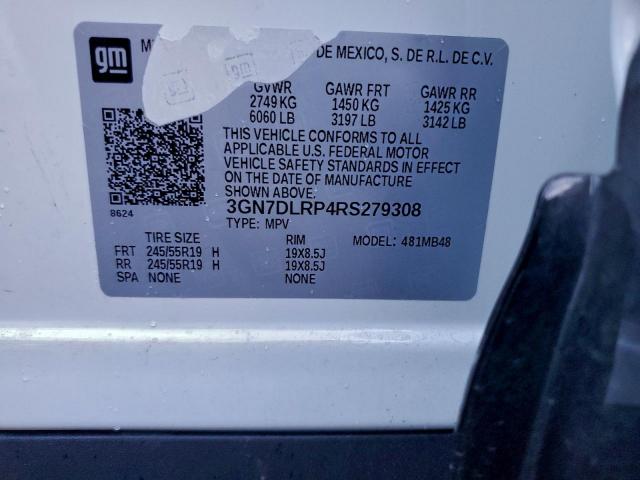 gm
DE MEXICO, S. DE R.L. DE C.V.
GVWR GAWR FRT GAWR RR
2749 KG 1450 KG 1425 KG
6060 LB 3197 LB 3142 LB
THIS VEHICLE CONFORMS TO ALL
APPLICABLE U.S. FEDERAL MOTOR
VEHICLE SAFETY STANDARDS IN EFFECT
ON THE DATE OF MANUFACTURE
SHOWN ABOVE:
3GN7DLRP4RS279308
8624
TYPE: MPV MODEL: 481MB48
TIRE SIZE RIM
FRT 245/55R19 H 19X8.5J
RR 245/55R19 H 19X8.5J
SPA NONE NONE